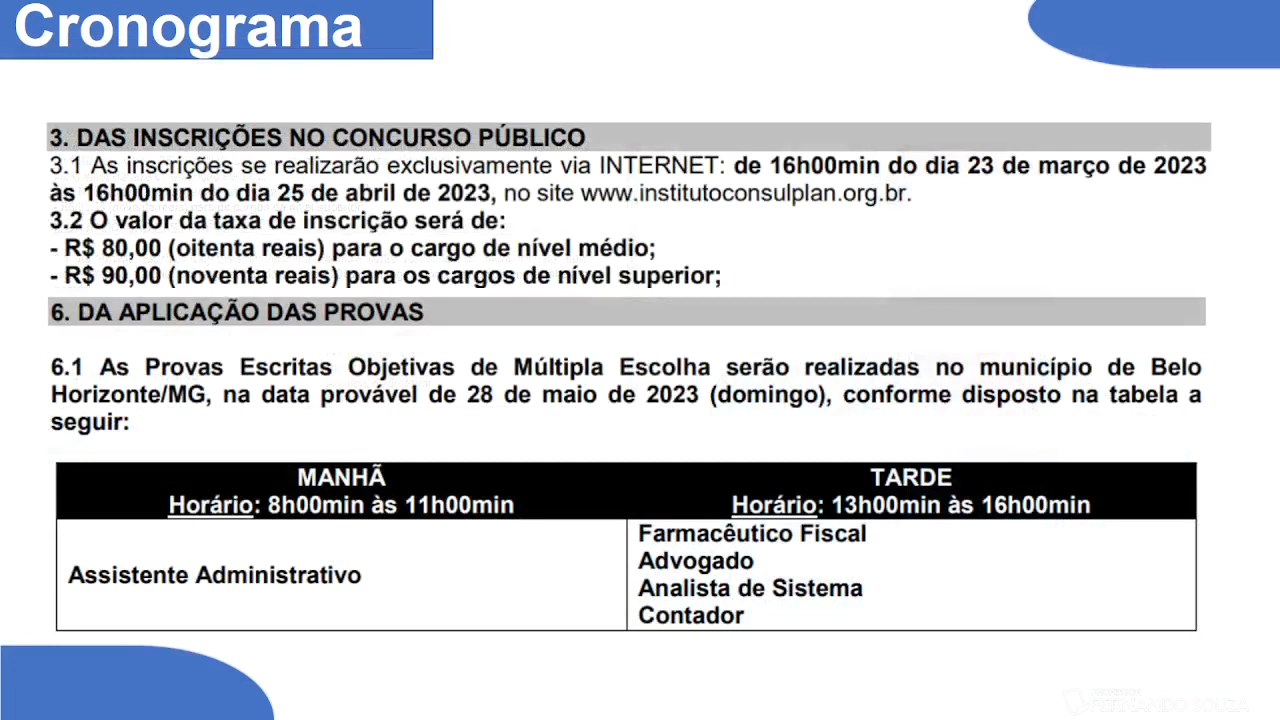 Cronograma
3. DAS INSCRIÇÕES NO CONCURSO PÚBLICO
3.1 As inscrições se realizarão exclusivamente via INTERNET: de 16h00min do dia 23 de março de 2023
às 16h00min do dia 25 de abril de 2023, no site www.institutoconsulplan.org.br.
3.2 O valor da taxa de inscrição será de:
- R$ 80,00 (oitenta reais) para o cargo de nível médio;
- R$ 90,00 (noventa reais) para os cargos de nível superior;
6. DA APLICAÇÃO DAS PROVAS
6.1 As Provas Escritas Objetivas de Múltipla Escolha serão realizadas no município de Belo
Horizonte/MG, na data provável de 28 de maio de 2023 (domingo), conforme disposto na tabela a
seguir:
MANHÃ
Horário: 8h00min às 11h00min
TARDE
Horário: 13h00min às 16h00min
Assistente Administrativo
Farmacêutico Fiscal
Advogado
Analista de Sistema
Contador